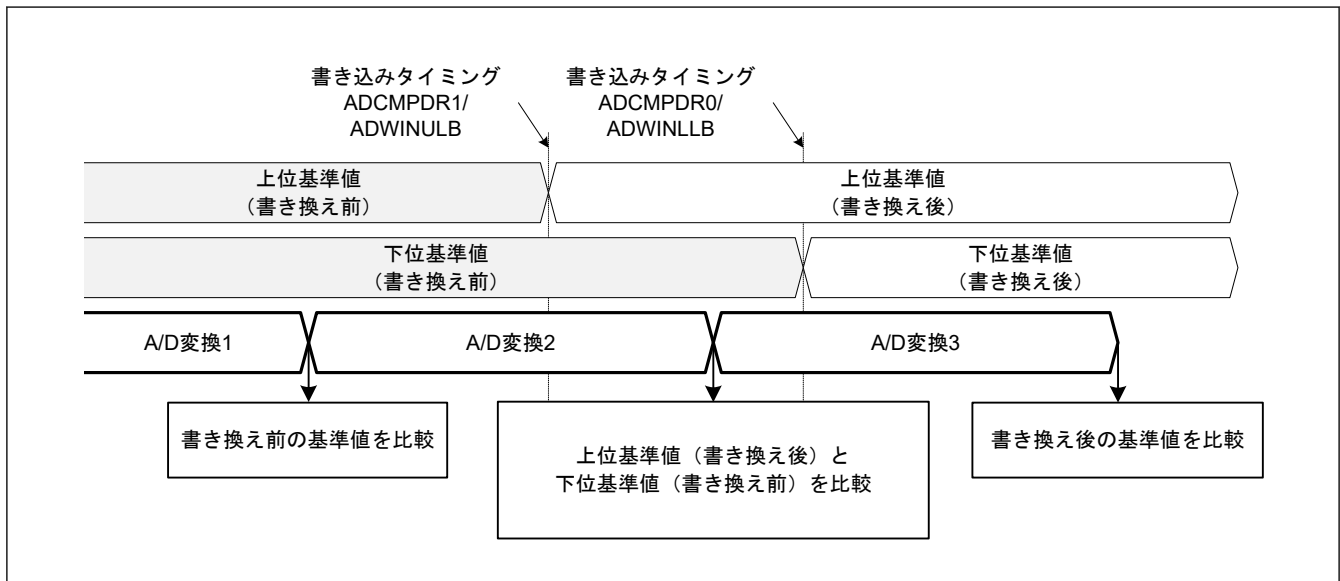 書き込みタイミング
ADCMPDR1/
ADWINULB
書き込みタイミング
ADCMPDR0/
ADWINLLB
上位基準値
（書き換え前）
上位基準値
（書き換え後）
下位基準値
（書き換え前）
下位基準値
（書き換え後）
A/D変換1
A/D変換2
A/D変換3
書き換え前の基準値を比較
上位基準値（書き換え後）と
下位基準値（書き換え前）を比較
書き換え後の基準値を比較